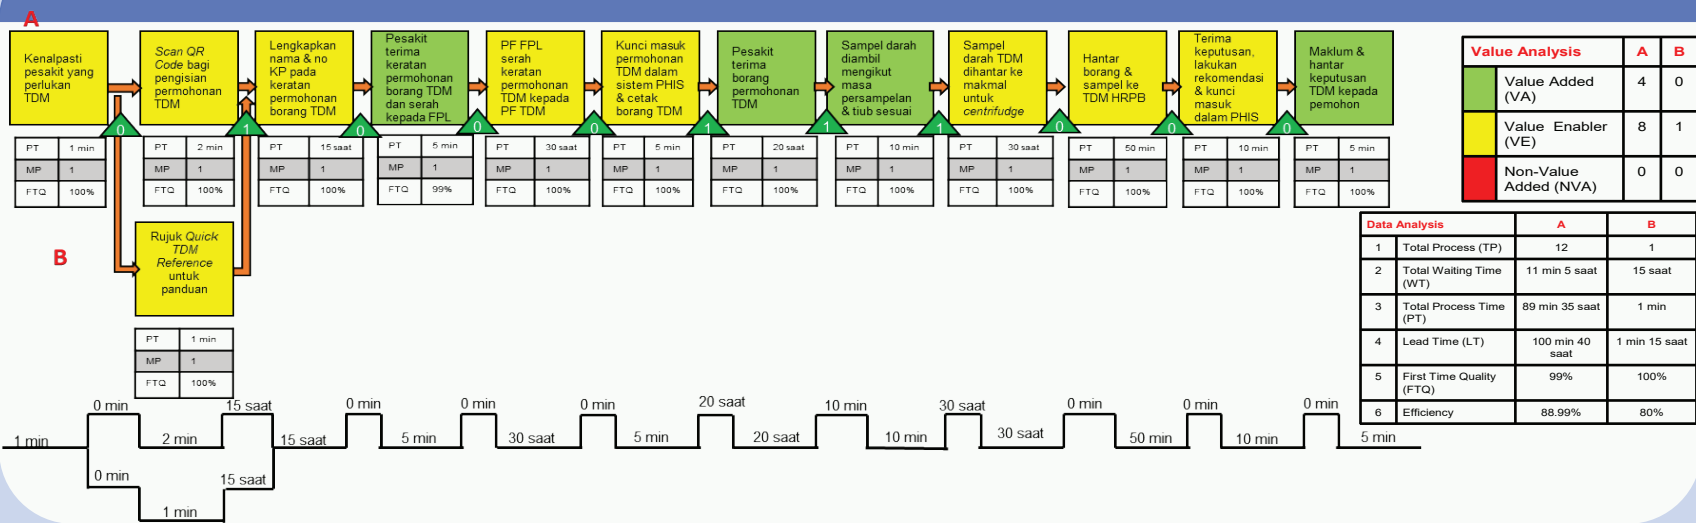 A
Kenalpasti
pesakit yang
perlukan
TDM
Scan QR
Code bagi
pengisian
permohonan
TDM
Lengkapkan
nama & no
KP pada
keratan
permohonan
borang TDM
Pesakit
terima
keratan
permohonan
borang TDM
dan serah
kepada FPL
PF FPL
serah
keratan
permohonan
TDM kepada
PF TDM
Kunci masuk
permohonan
TDM dalam
sistem PHIS
& cetak
borang TDM
Pesakit
terima
borang
permohonan
TDM
Sampel darah
diambil
mengikut
masa
persampelan
& tiub sesuai
Sampel
darah TDM
dihantar ke
makmal
untuk
centrifudge
Hantar
borang &
sampel ke
TDM HRPB
Terima
keputusan,
lakukan
rekomendasi
& kunci
masuk
dalam PHIS
Maklum &
hantar
keputusan
TDM kepada
pemohon
0 1 0 0 0 1 1 1 0 0 0
PT 1 min
MP 1
FTQ 100%
PT 2 min
MP 1
FTQ 100%
PT 15 saat
MP 1
FTQ 100%
PT 5 min
MP 1
FTQ 99%
PT 30 saat
MP 1
FTQ 100%
PT 5 min
MP 1
FTQ 100%
PT 20 saat
MP 1
FTQ 100%
PT 10 min
MP 1
FTQ 100%
PT 30 saat
MP 1
FTQ 100%
PT 50 min
MP 1
FTQ 100%
PT 10 min
MP 1
FTQ 100%
PT 5 min
MP 1
FTQ 100%
Value Analysis A B
Value Added
(VA) 4 0
Value Enabler
(VE) 8 1
Non-Value
Added (NVA) 0 0
B
Rujuk Quick
TDM
Reference
untuk
panduan
PT 1 min
MP 1
FTQ 100%
Data Analysis A B
1 Total Process (TP) 12 1
2 Total Waiting Time
(WT) 11 min 5 saat 15 saat
3 Total Process Time
(PT) 89 min 35 saat 1 min
4 Lead Time (LT) 100 min 40
saat 1 min 15 saat
5 First Time Quality
(FTQ) 99% 100%
6 Efficiency 88.99% 80%
0 min 15 saat 0 min 0 min 0 min 20 saat 10 min 30 saat 0 min 0 min 0 min
1 min 2 min 15 saat 5 min 30 saat 5 min 20 saat 10 min 30 saat 50 min 10 min 5 min
0 min 15 saat
1 min